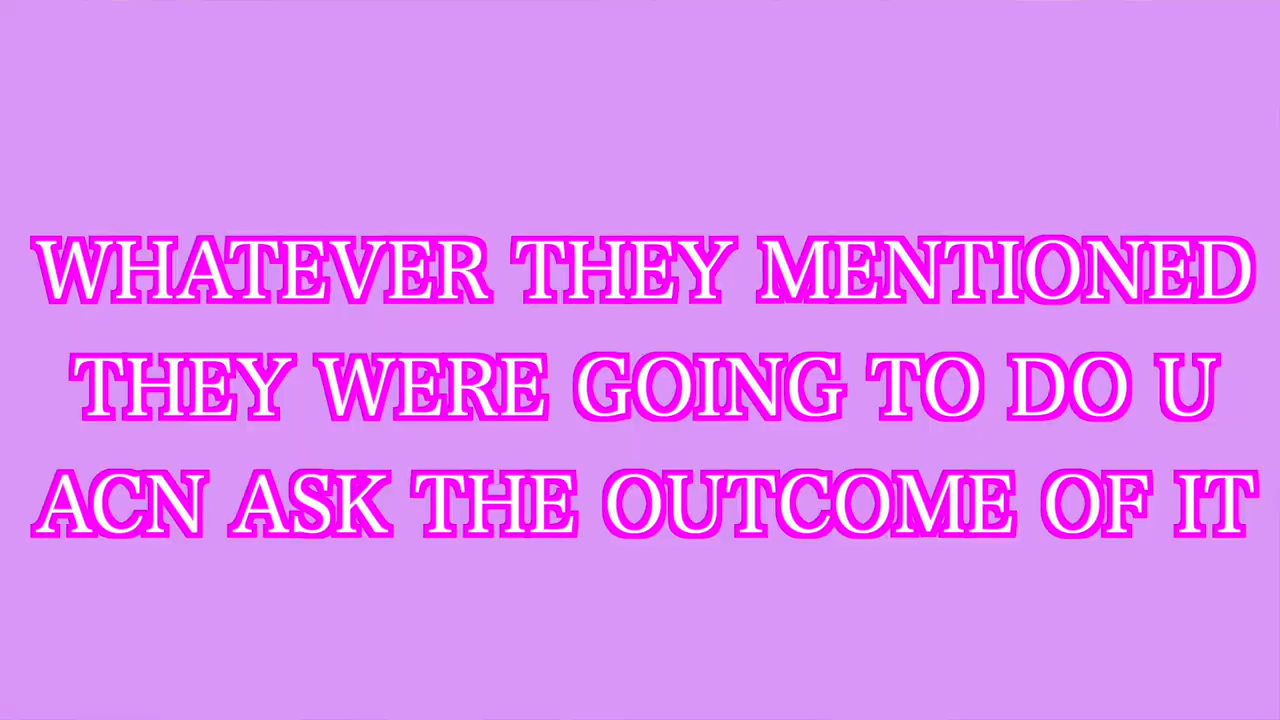 WHATEVER THEY MENTIONED
THEY WERE GOING TO DO U
ACN ASK THE OUTCOME OF IT